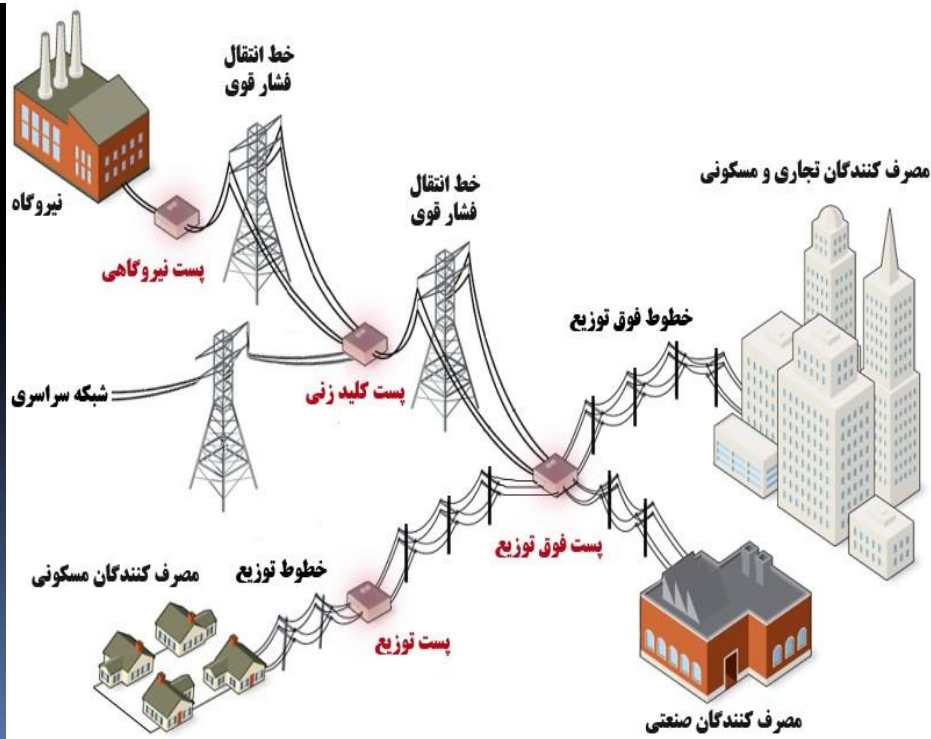 خط انتقال
فشار قوی
نیروگاه
پست نیروگاهی
خط انتقال
فشار قوی
مصرف کنندگان تجاری و مسکونی
خطوط فوق توزیع
شبکه سراسری
پست کلید زنی
پست فوق توزیع
مصرف کنندگان مسکونی
خطوط توزیع
پست توزیع
مصرف کنندگان صنعتی